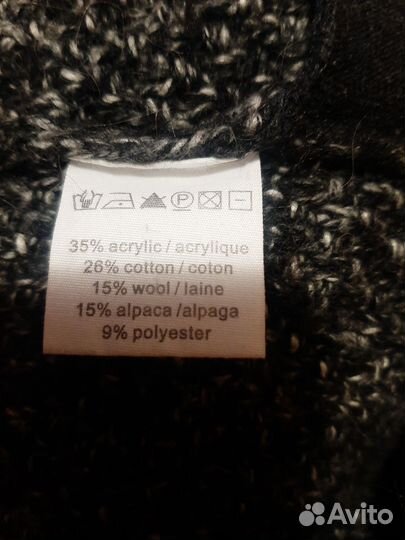 35% acrylic / acrylique
26% cotton / coton
15% wool / laine
15% alpaca / alpaga
9% polyester
Avito